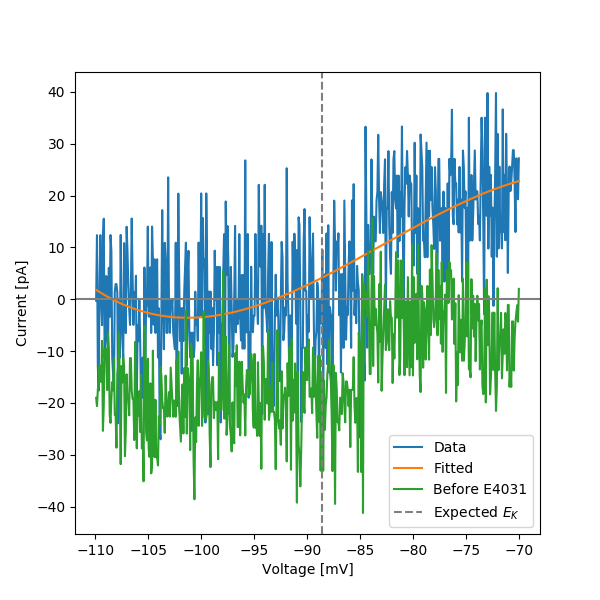 40
30
20
10
0
−10
−20
−30
−40
Current [pA]
Data
Fitted
Before E4031
Expected E_K
−110 −105 −100 −95 −90 −85 −80 −75 −70
Voltage [mV]